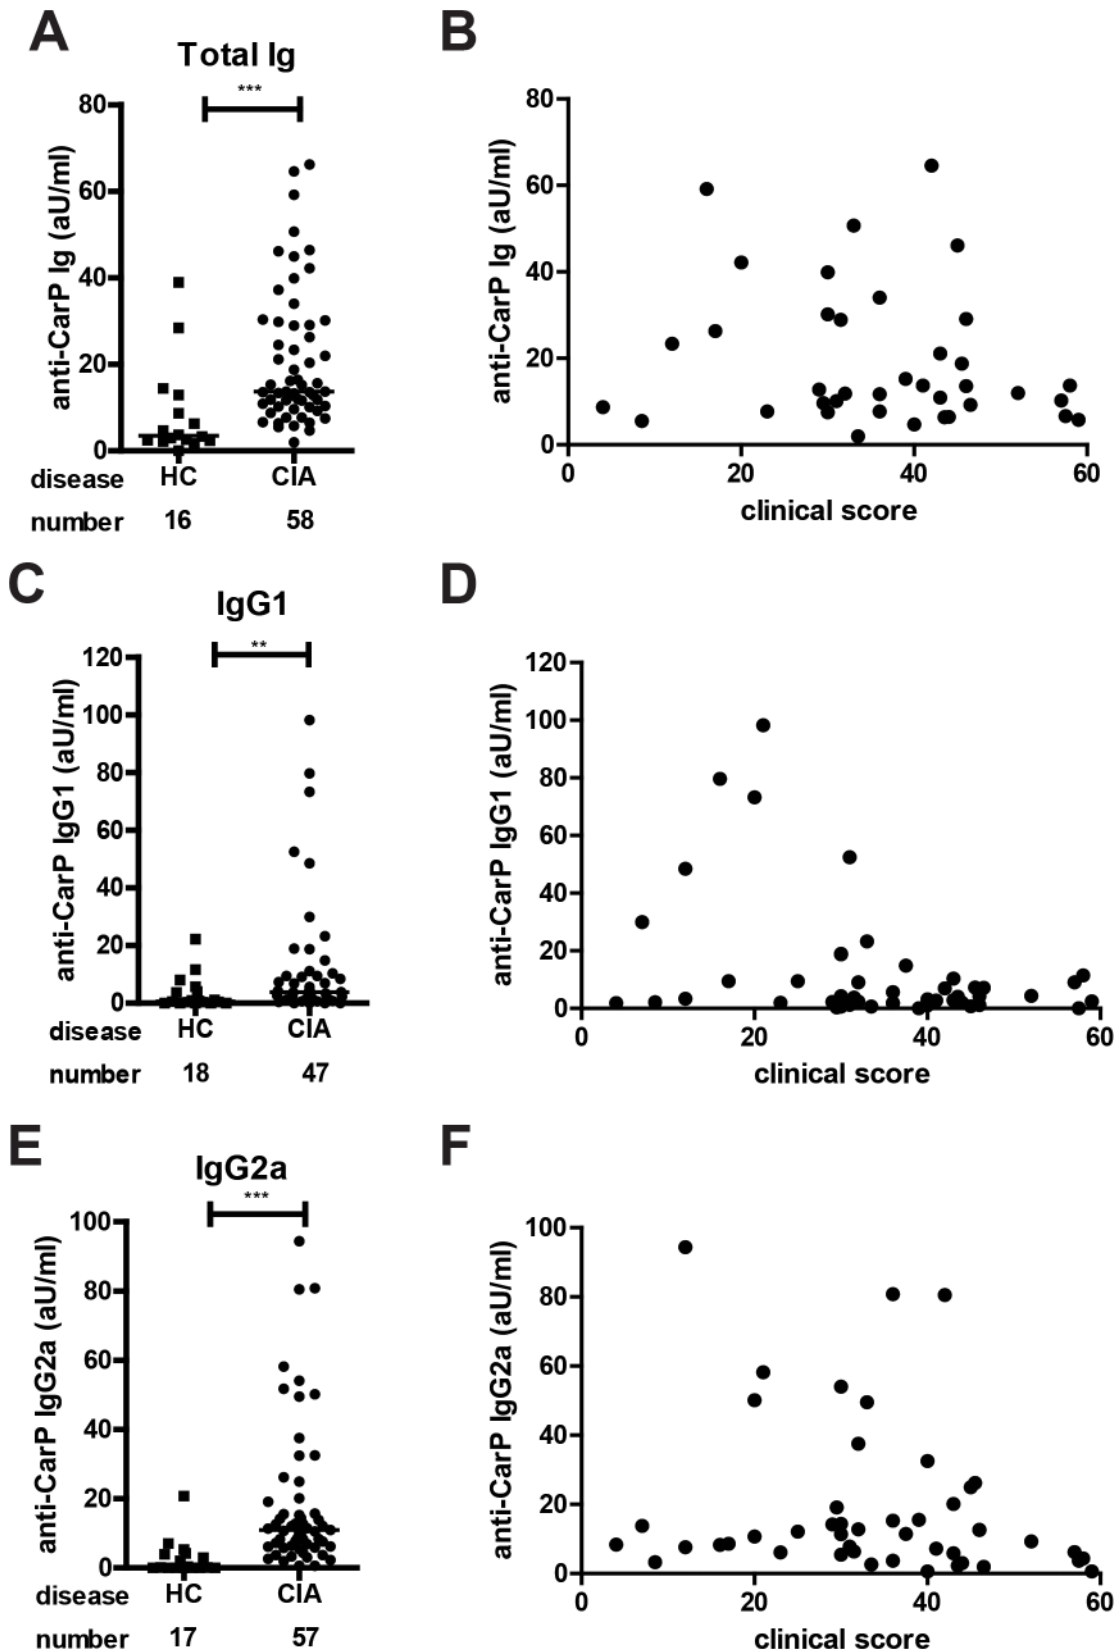 A
Total Ig
***
anti-CarP Ig (aU/ml)
80
60
40
20
0
disease HC CIA
number 16 58
B
anti-CarP Ig (aU/ml)
80
60
40
20
0
0 20 40 60
clinical score
C
IgG1
**
anti-CarP IgG1 (aU/ml)
120
100
80
60
40
20
0
disease HC CIA
number 18 47
D
anti-CarP IgG1 (aU/ml)
120
100
80
60
40
20
0
0 20 40 60
clinical score
E
IgG2a
***
anti-CarP IgG2a (aU/ml)
100
80
60
40
20
0
disease HC CIA
number 17 57
F
anti-CarP IgG2a (aU/ml)
100
80
60
40
20
0
0 20 40 60
clinical score